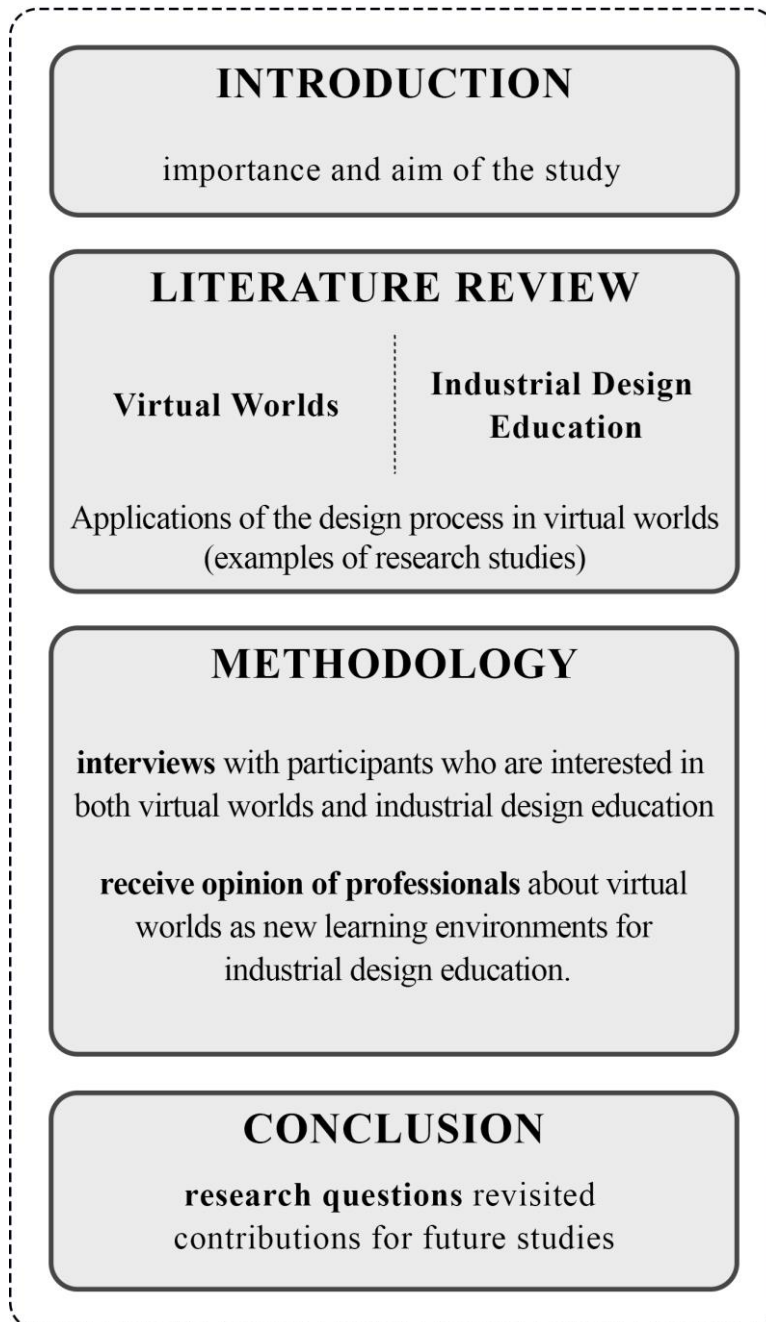 INTRODUCTION
importance and aim of the study
LITERATURE REVIEW
Virtual Worlds
Industrial Design
Education
Applications of the design process in virtual worlds
(examples of research studies)
METHODOLOGY
interviews with participants who are interested in
both virtual worlds and industrial design education
receive opinion of professionals about virtual
worlds as new learning environments for
industrial design education.
CONCLUSION
research questions revisited
contributions for future studies